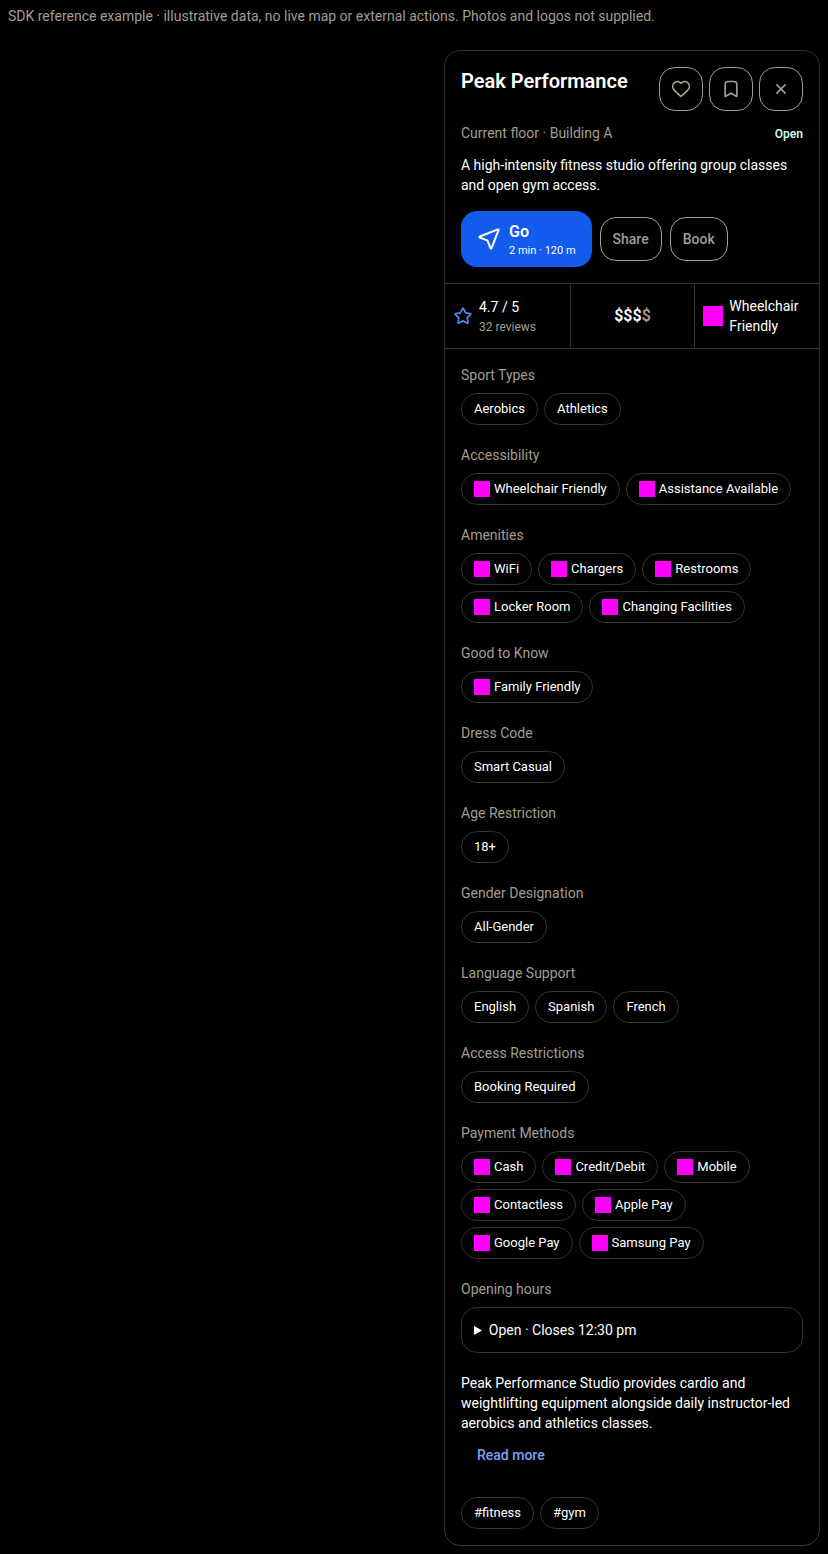 SDK reference example · illustrative data, no live map or external actions. Photos and logos not supplied.
Peak Performance
Current floor · Building A
Open
A high-intensity fitness studio offering group classes
and open gym access.
Go
2 min · 120 m
Share
Book
4.7 / 5
32 reviews
$$$$
Wheelchair
Friendly
Sport Types
Aerobics
Athletics
Accessibility
Wheelchair Friendly
Assistance Available
Amenities
WiFi
Chargers
Restrooms
Locker Room
Changing Facilities
Good to Know
Family Friendly
Dress Code
Smart Casual
Age Restriction
18+
Gender Designation
All-Gender
Language Support
English
Spanish
French
Access Restrictions
Booking Required
Payment Methods
Cash
Credit/Debit
Mobile
Contactless
Apple Pay
Google Pay
Samsung Pay
Opening hours
Open · Closes 12:30 pm
Peak Performance Studio provides cardio and
weightlifting equipment alongside daily instructor-led
aerobics and athletics classes.
Read more
#fitness
#gym